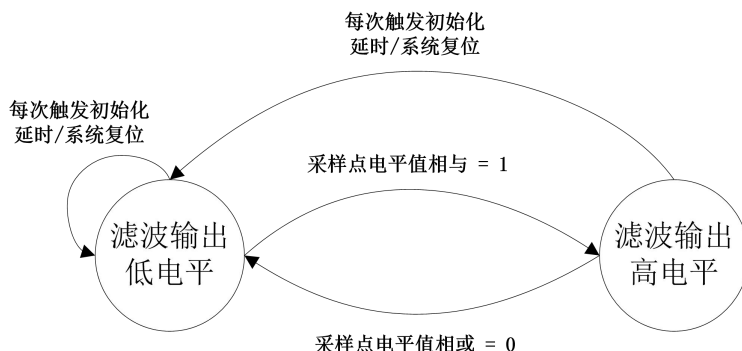 每次触发初始化
延时/系统复位
每次触发初始化
延时/系统复位
采样点电平值相与 = 1
滤波输出
低电平
滤波输出
高电平
采样点电平值相或 = 0